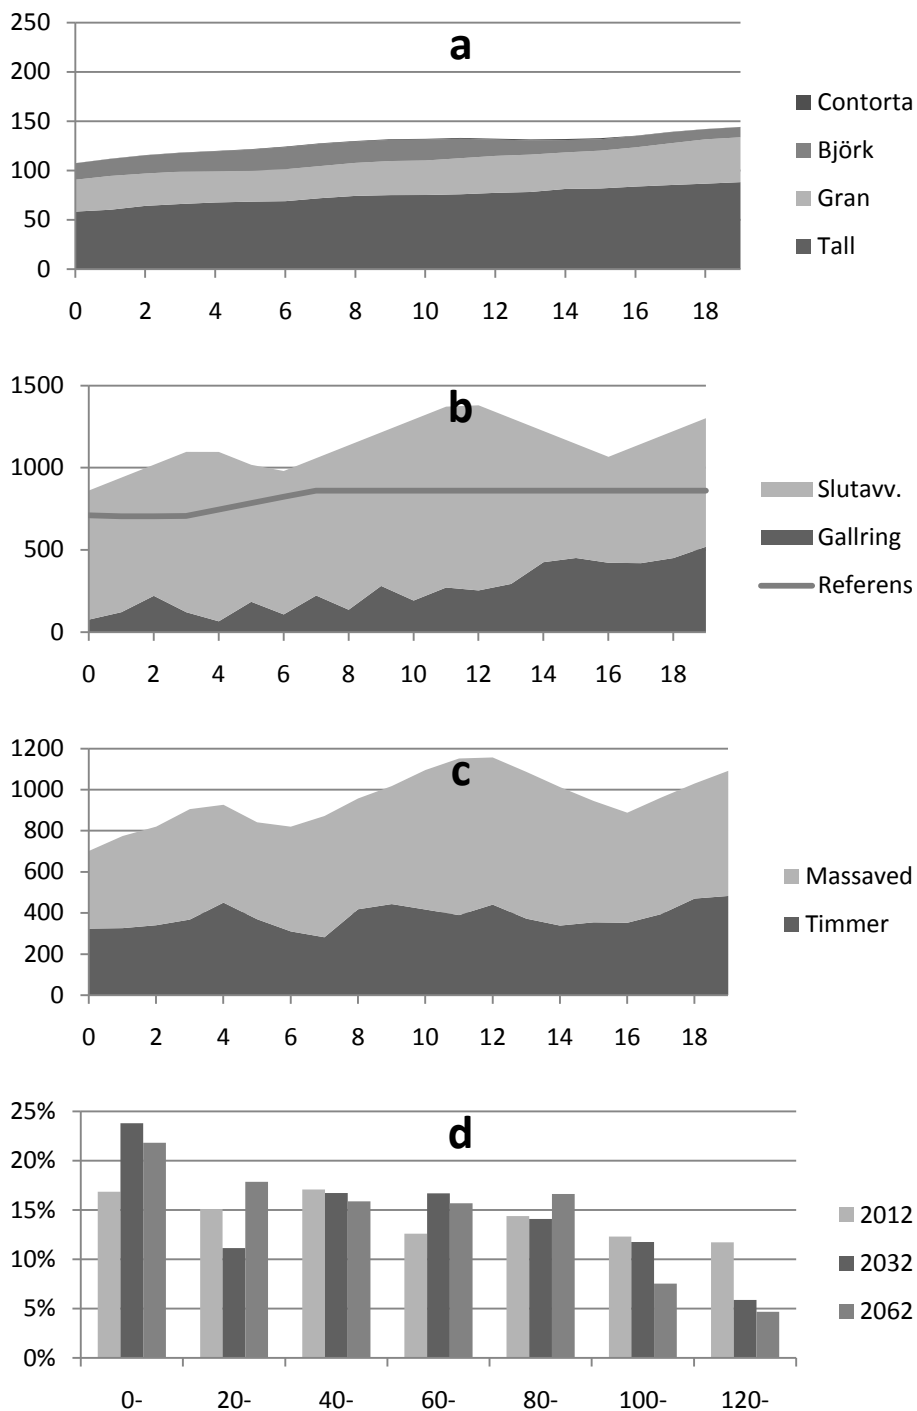 a
250
200
150
100
50
0
0 2 4 6 8 10 12 14 16 18
Contorta
Björk
Gran
Tall
b
1500
1000
500
0
0 2 4 6 8 10 12 14 16 18
Slutavv.
Gallring
Referens
c
1200
1000
800
600
400
200
0
0 2 4 6 8 10 12 14 16 18
Massaved
Timmer
d
25%
20%
15%
10%
5%
0%
0- 20- 40- 60- 80- 100- 120-
2012
2032
2062